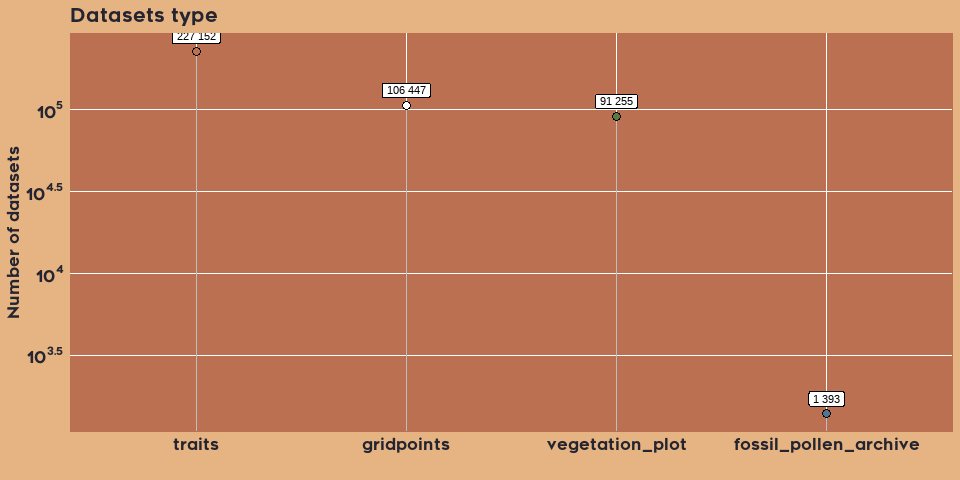 Datasets type
Number of datasets
10^5
10^4.5
10^4
10^3.5
227 152
106 447
91 255
1 393
traits
gridpoints
vegetation_plot
fossil_pollen_archive